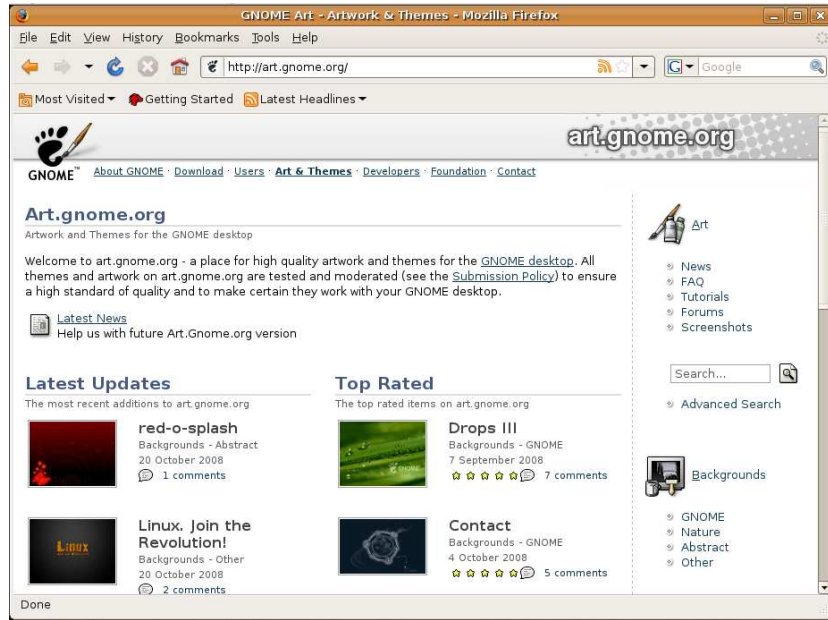 GNOME Art - Artwork & Themes - Mozilla Firefox
File Edit View History Bookmarks Tools Help
http://art.gnome.org/
G Google
Most Visited Getting Started Latest Headlines
art.gnome.org
GNOME™ About GNOME · Download · Users · Art & Themes · Developers · Foundation · Contact
Art.gnome.org
Artwork and Themes for the GNOME desktop
Welcome to art.gnome.org - a place for high quality artwork and themes for the GNOME desktop. All
themes and artwork on art.gnome.org are tested and moderated (see the Submission Policy) to ensure
a high standard of quality and to make certain they work with your GNOME desktop.
Latest News
Help us with future Art.Gnome.org version
Latest Updates
The most recent additions to art.gnome.org
red-o-splash
Backgrounds - Abstract
20 October 2008
1 comments
Linux
Linux. Join the
Revolution!
Backgrounds - Other
20 October 2008
2 comments
Top Rated
The top rated items on art.gnome.org
GNOME
Drops III
Backgrounds - GNOME
7 September 2008
7 comments
Contact
Backgrounds - GNOME
4 October 2008
5 comments
Art
News
FAQ
Tutorials
Forums
Screenshots
Search...
Advanced Search
Backgrounds
GNOME
Nature
Abstract
Other
Done